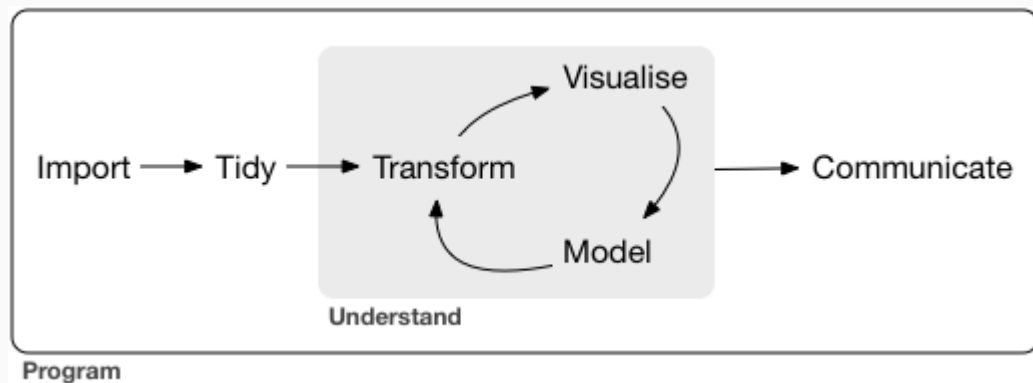 Visualise
Import Tidy Transform Communicate
Model
Understand
Program